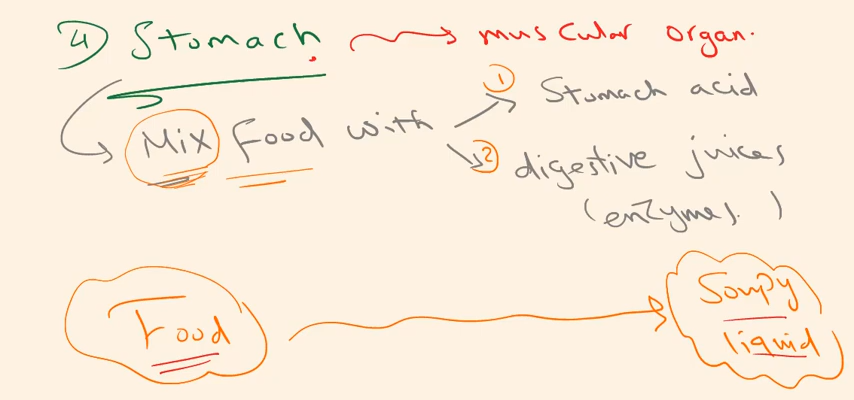 4) Stomach. muscular organ.
Mix food with
1 Stomach acid
2 digestive juices
(enzymes. )
Food
Soupy
liquid